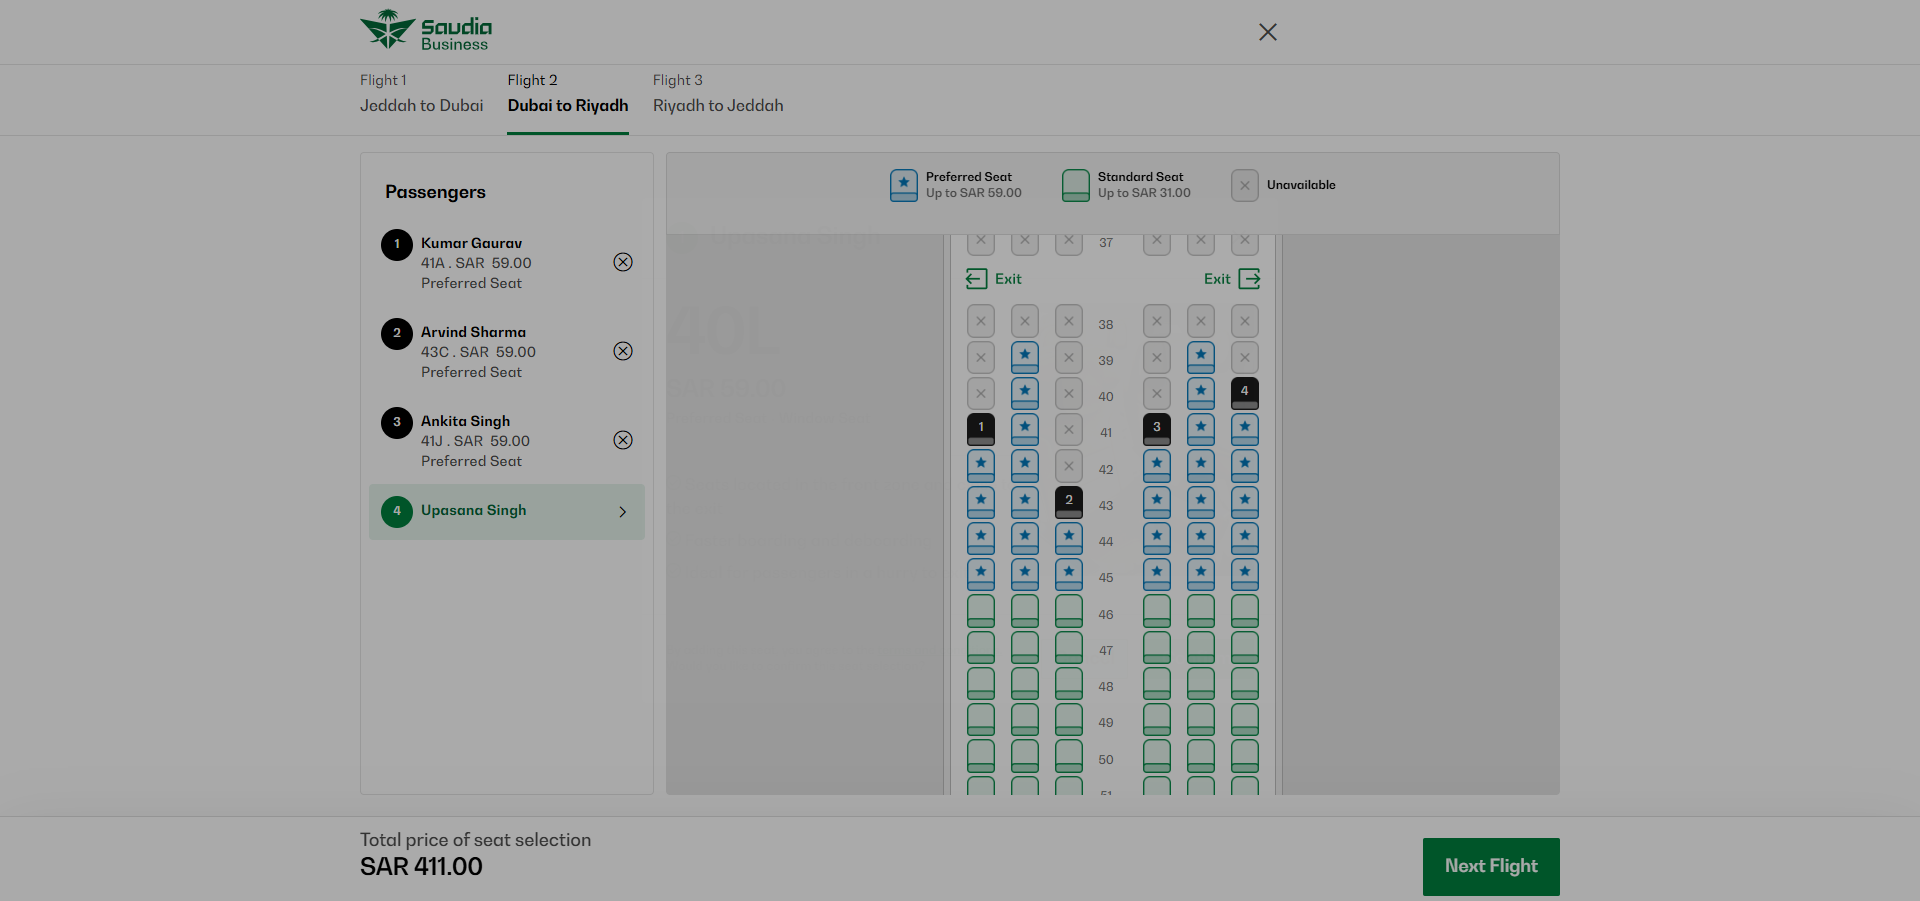 Saudia
Business
Flight 1
Jeddah to Dubai
Flight 2
Dubai to Riyadh
Flight 3
Riyadh to Jeddah
Passengers
1
Kumar Gaurav
41A . SAR 59.00
Preferred Seat
2
Arvind Sharma
43C . SAR 59.00
Preferred Seat
3
Ankita Singh
41J . SAR 59.00
Preferred Seat
4
Upasana Singh
Preferred Seat
Up to SAR 59.00
Standard Seat
Up to SAR 31.00
Unavailable
Upasana Singh
40L
SAR 59.00
37
Exit
Exit
38
39
40
4
1
41
3
42
2
43
44
45
46
47
48
49
50
51
Total price of seat selection
SAR 411.00
Next Flight